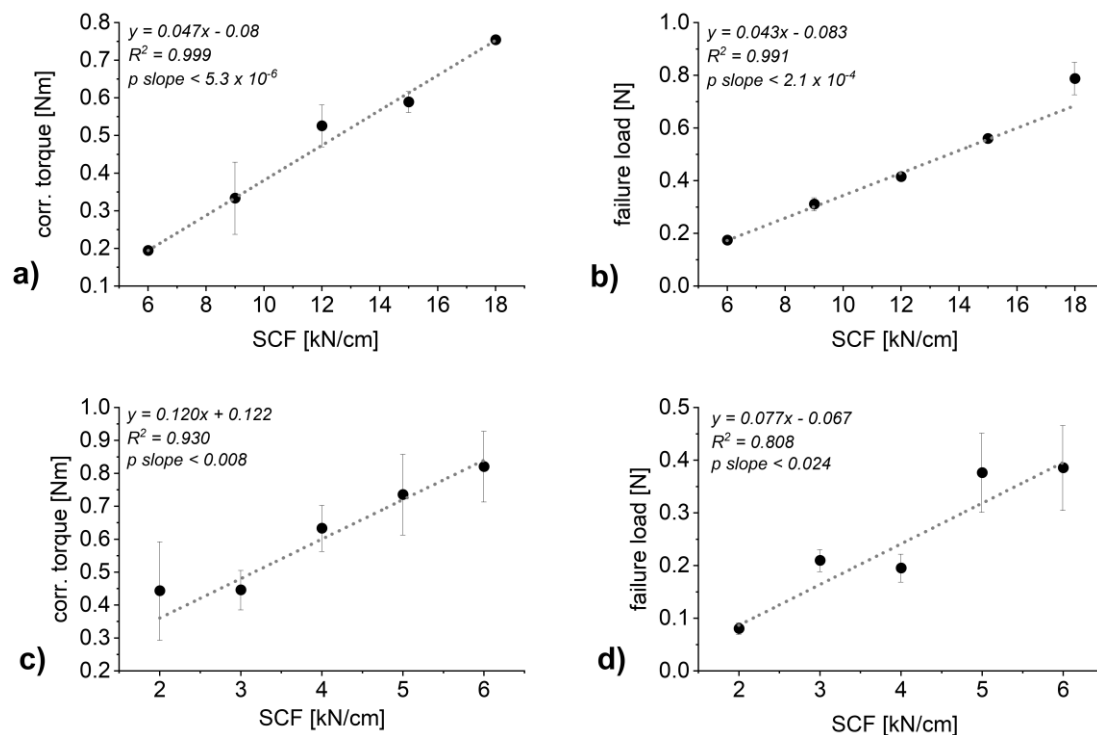 y = 0.047x - 0.08
R² = 0.999
p slope < 5.3 x 10⁻⁶
0.8
0.7
0.6
0.5
0.4
0.3
0.2
0.1
corr. torque [Nm]
6 8 10 12 14 16 18
SCF [kN/cm]
a)
y = 0.043x - 0.083
R² = 0.991
p slope < 2.1 x 10⁻⁴
1.0
0.8
0.6
0.4
0.2
0.0
failure load [N]
6 8 10 12 14 16 18
SCF [kN/cm]
b)
y = 0.120x + 0.122
R² = 0.930
p slope < 0.008
1.0
0.9
0.8
0.7
0.6
0.5
0.4
0.3
0.2
corr. torque [Nm]
2 3 4 5 6
SCF [kN/cm]
c)
y = 0.077x - 0.067
R² = 0.808
p slope < 0.024
0.5
0.4
0.3
0.2
0.1
0.0
failure load [N]
2 3 4 5 6
SCF [kN/cm]
d)